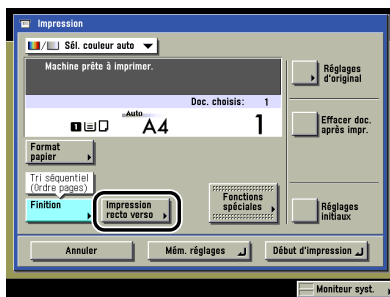 Impression
Sél. couleur auto
Machine prête à imprimer.
Réglages
d'original
Doc. choisis: 1
Auto
1 A4 1
Effacer doc.
après impr.
Format
papier
Tri séquentiel
(Ordre pages)
Finition
Impression
recto verso
Fonctions
spéciales
Réglages
initiaux
Annuler
Mém. réglages
Début d'impression
Moniteur syst.